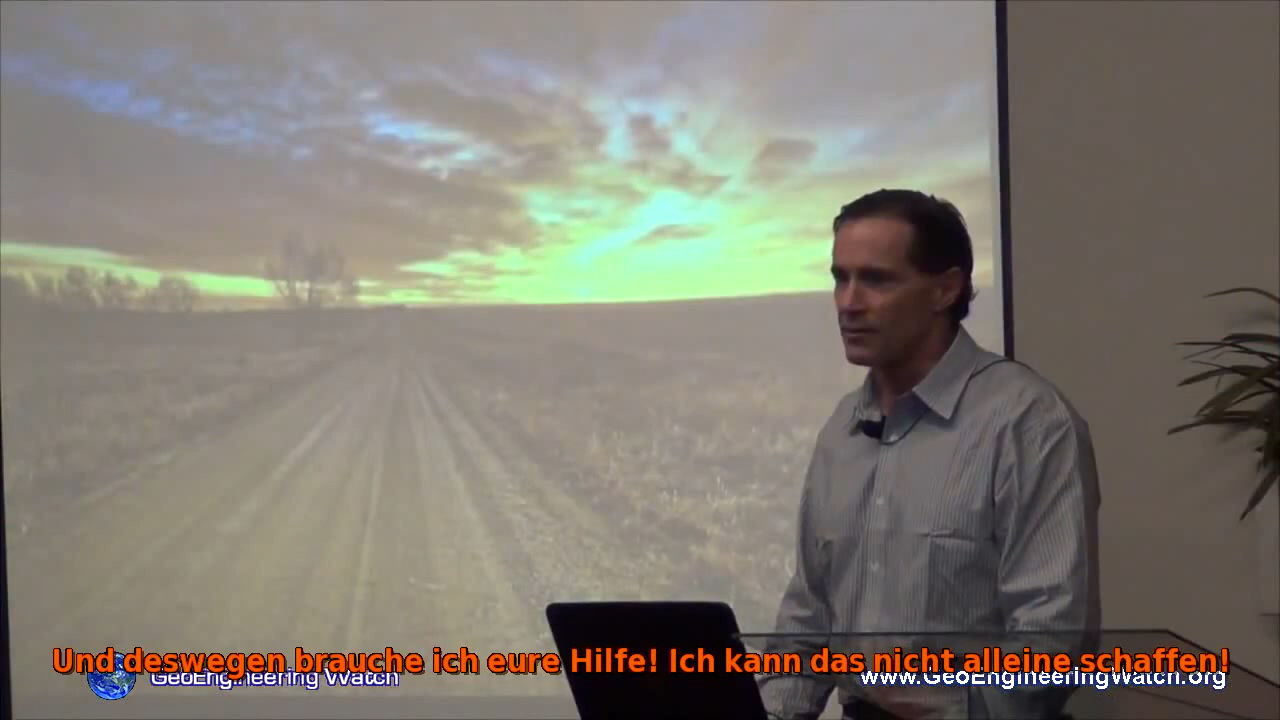 Und deswegen brauche ich eure Hilfe! Ich kann das nicht alleine schaffen!
GeoEngineering Watch
www.GeoEngineeringWatch.org